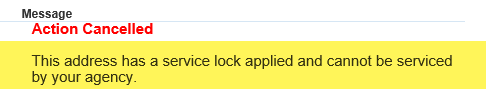 Message
Action Cancelled
This address has a service lock applied and cannot be serviced
by your agency.